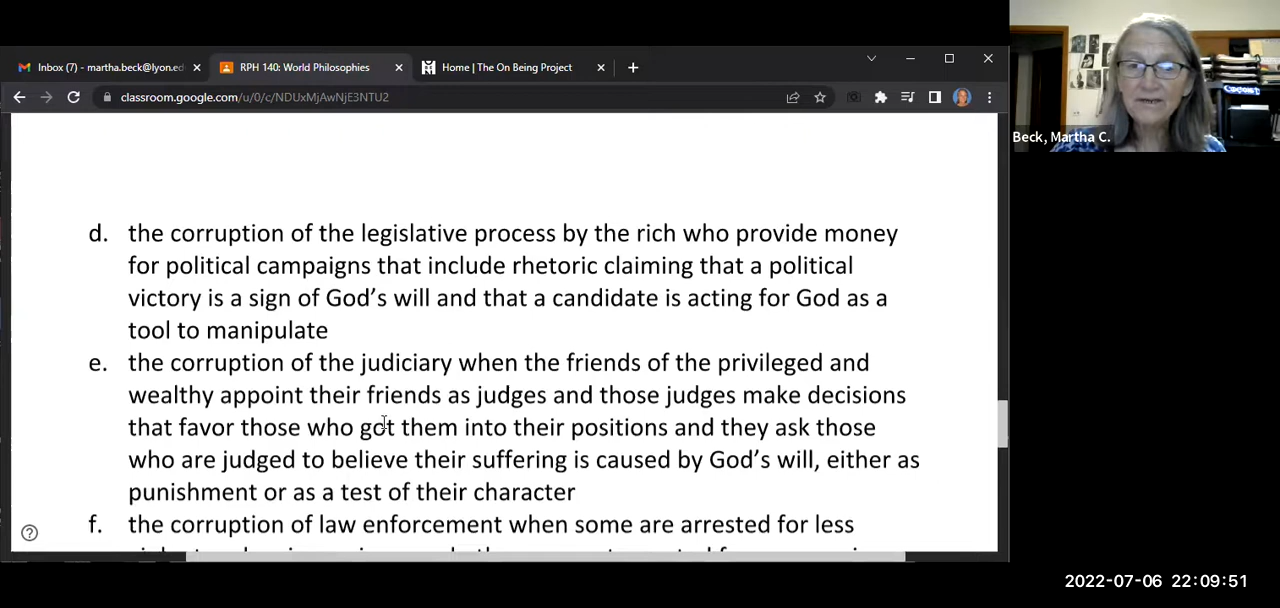 Inbox (7) - martha.beck@lyon.ed
RPH 140: World Philosophies
Home | The On Being Project
classroom.google.com/u/0/c/NDUxMjAwNjE3NTU2
Beck, Martha C.
d. the corruption of the legislative process by the rich who provide money
for political campaigns that include rhetoric claiming that a political
victory is a sign of God's will and that a candidate is acting for God as a
tool to manipulate
e. the corruption of the judiciary when the friends of the privileged and
wealthy appoint their friends as judges and those judges make decisions
that favor those who got them into their positions and they ask those
who are judged to believe their suffering is caused by God's will, either as
punishment or as a test of their character
f. the corruption of law enforcement when some are arrested for less
2022-07-06 22:09:51